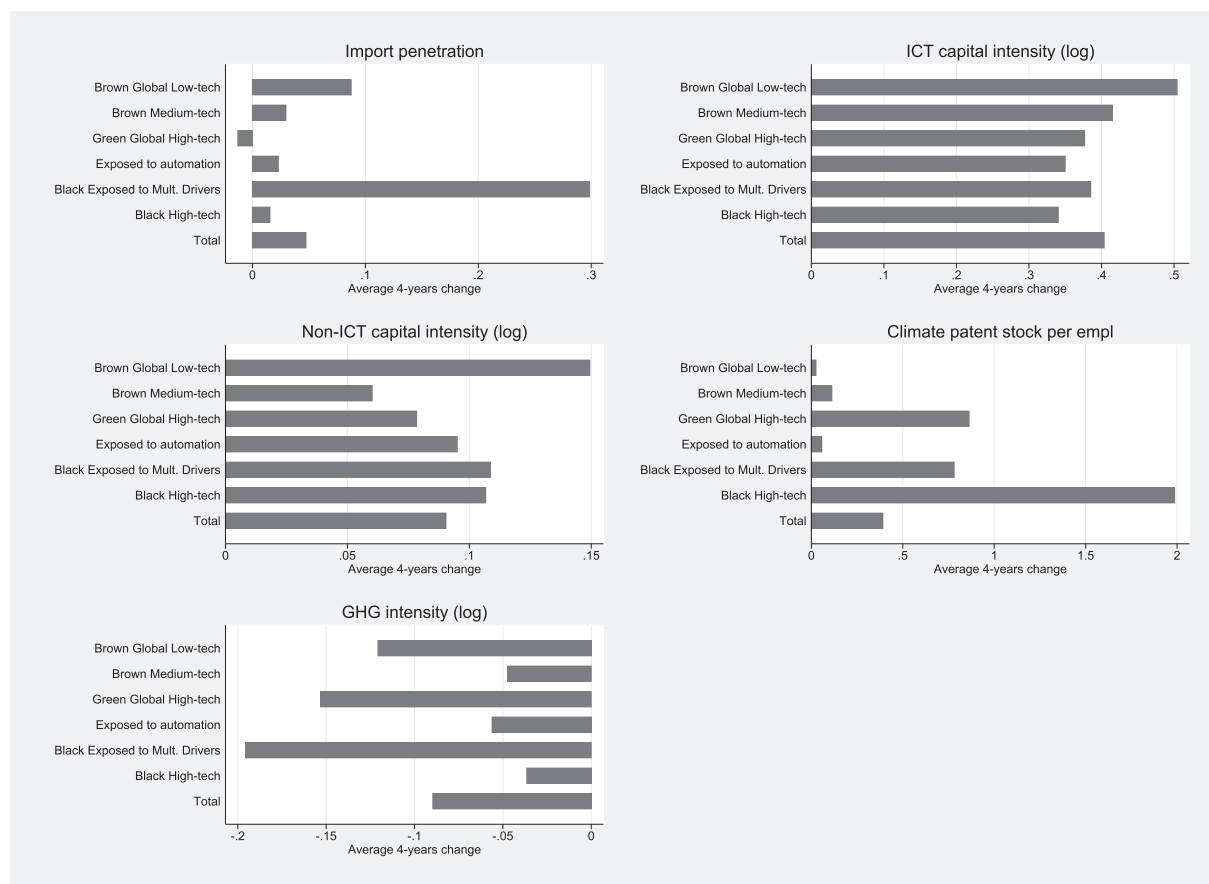 Import penetration
Brown Global Low-tech
Brown Medium-tech
Green Global High-tech
Exposed to automation
Black Exposed to Mult. Drivers
Black High-tech
Total
0 .1 .2 .3
Average 4-years change
ICT capital intensity (log)
Brown Global Low-tech
Brown Medium-tech
Green Global High-tech
Exposed to automation
Black Exposed to Mult. Drivers
Black High-tech
Total
0 .1 .2 .3 .4 .5
Average 4-years change
Non-ICT capital intensity (log)
Brown Global Low-tech
Brown Medium-tech
Green Global High-tech
Exposed to automation
Black Exposed to Mult. Drivers
Black High-tech
Total
0 .05 .1 .15
Average 4-years change
Climate patent stock per empl
Brown Global Low-tech
Brown Medium-tech
Green Global High-tech
Exposed to automation
Black Exposed to Mult. Drivers
Black High-tech
Total
0 .5 1 1.5 2
Average 4-years change
GHG intensity (log)
Brown Global Low-tech
Brown Medium-tech
Green Global High-tech
Exposed to automation
Black Exposed to Mult. Drivers
Black High-tech
Total
-.2 -.15 -.1 -.05 0
Average 4-years change